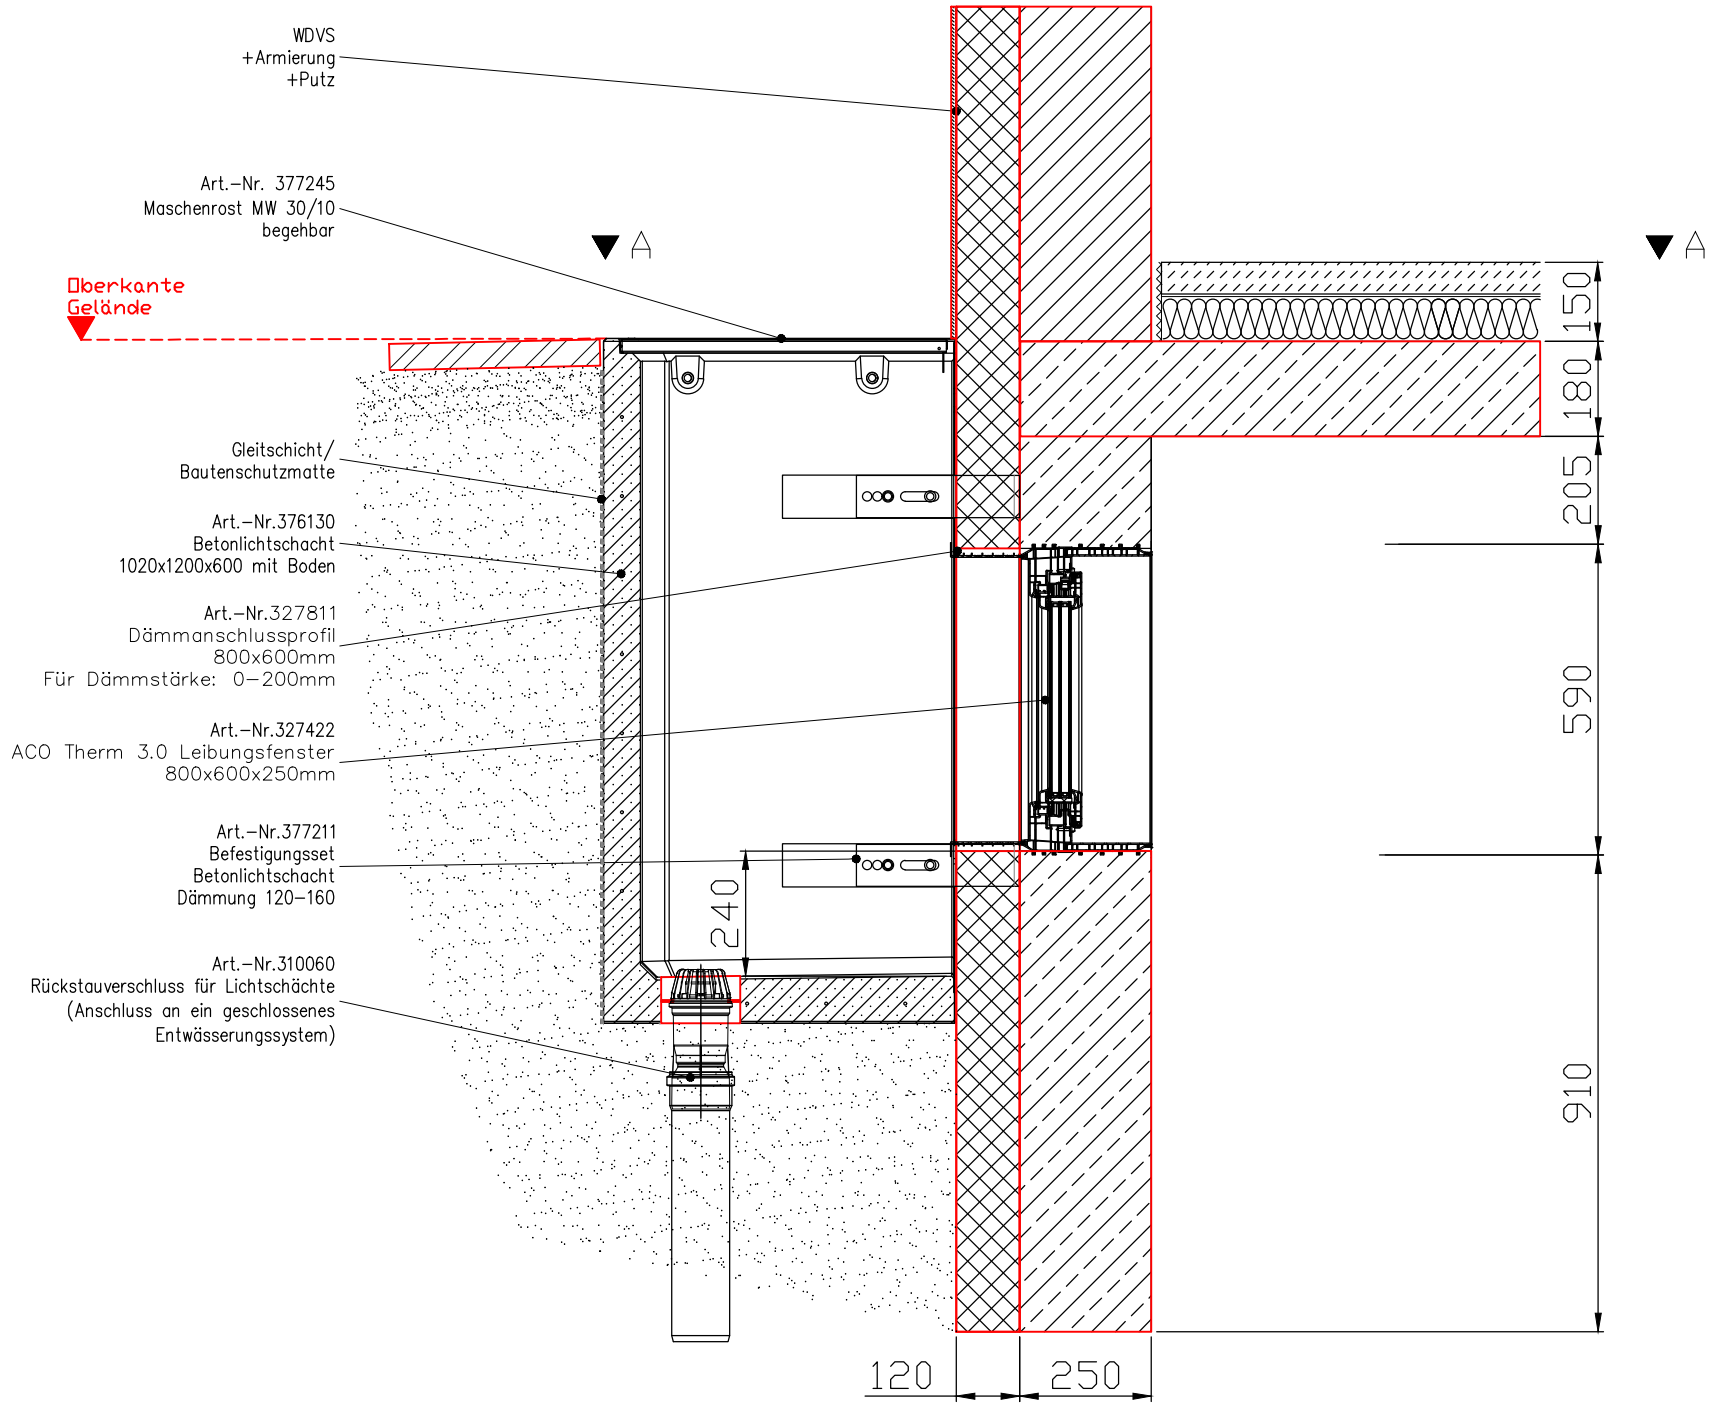 WDVS
+Armierung
+Putz
Art.-Nr. 377245
Maschenrost MW 30/10
begehbar
A
A
Oberkante
Gelände
150
180
205
590
910
Gleitschicht/
Bautenschutzmatte
Art.-Nr.376130
Betonlichtschacht
1020x1200x600 mit Boden
Art.-Nr.327811
Dämmanschlussprofil
800x600mm
Für Dämmstärke: 0-200mm
Art.-Nr.327422
ACO Therm 3.0 Leibungsfenster
800x600x250mm
Art.-Nr.377211
Befestigungsset
Betonlichtschacht
Dämmung 120-160
240
Art.-Nr.310060
Rückstauverschluss für Lichtschächte
(Anschluss an ein geschlossenes
Entwässerungssystem)
120
250